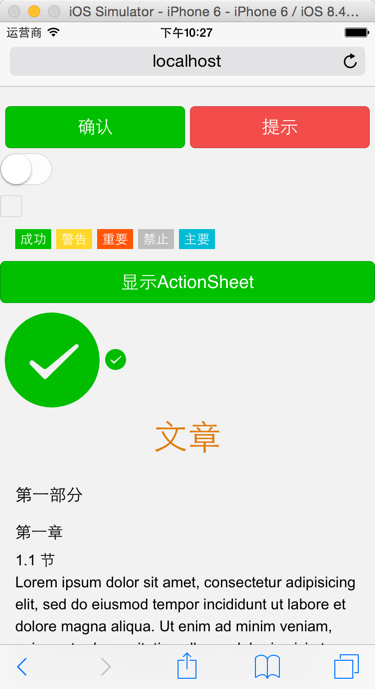 iOS Simulator - iPhone 6 - iPhone 6 / iOS 8.4...
运营商 下午10:27
localhost
确认 提示
成功 警告 重要 禁止 主要
显示ActionSheet
文章
第一部分
第一章
1.1 节
Lorem ipsum dolor sit amet, consectetur adipisicing
elit, sed do eiusmod tempor incididunt ut labore et
dolore magna aliqua. Ut enim ad minim veniam,